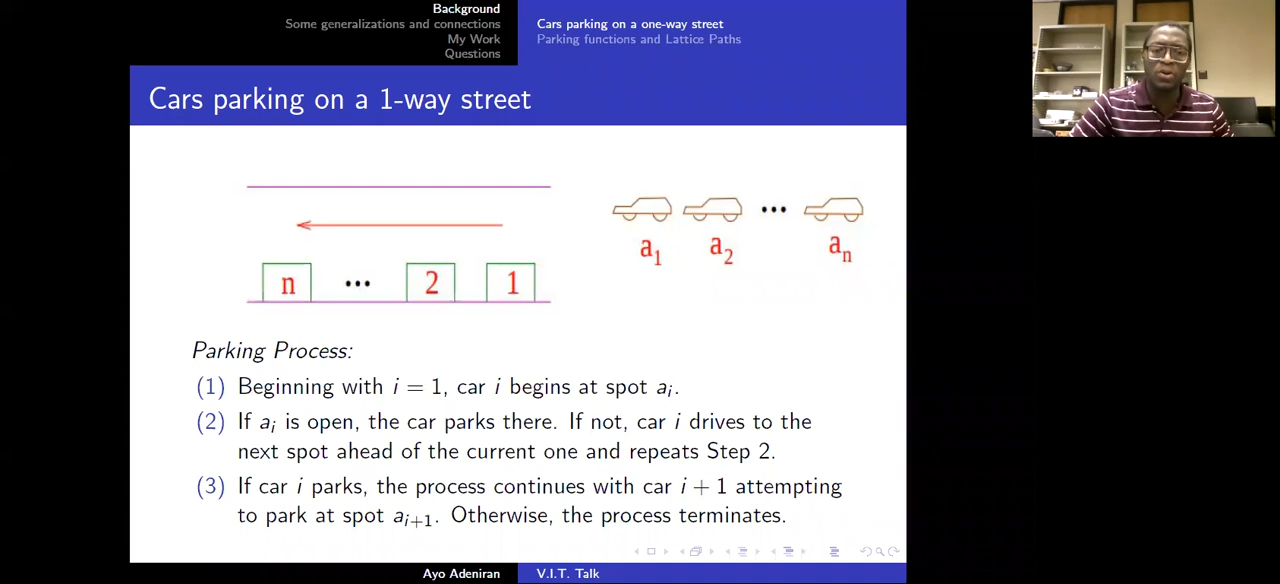 Background
Some generalizations and connections
My Work
Questions
Cars parking on a one-way street
Parking functions and Lattice Paths
Cars parking on a 1-way street
n ... 2 1
a₁ a₂ ... aₙ
Parking Process:
(1) Beginning with i = 1, car i begins at spot aᵢ.
(2) If aᵢ is open, the car parks there. If not, car i drives to the
next spot ahead of the current one and repeats Step 2.
(3) If car i parks, the process continues with car i + 1 attempting
to park at spot aᵢ₊₁. Otherwise, the process terminates.
Ayo Adeniran
V.I.T. Talk